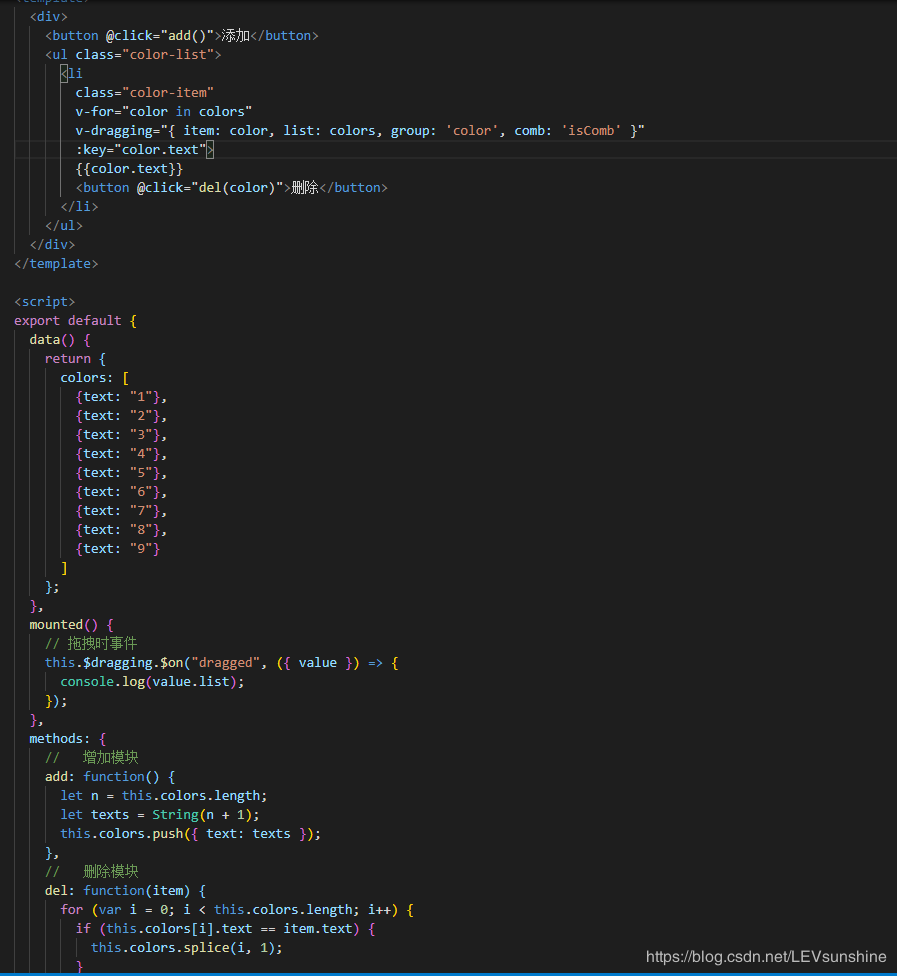 <template>
<div>
<button @click="add()">添加</button>
<ul class="color-list">
<li
class="color-item"
v-for="color in colors"
v-dragging="{ item: color, list: colors, group: 'color', comb: 'isComb' }"
:key="color.text">
{{color.text}}
<button @click="del(color)">删除</button>
</li>
</ul>
</div>
</template>
<script>
export default {
data() {
return {
colors: [
{text: "1"},
{text: "2"},
{text: "3"},
{text: "4"},
{text: "5"},
{text: "6"},
{text: "7"},
{text: "8"},
{text: "9"}
]
};
},
mounted() {
// 拖拽时事件
this.$dragging.$on("dragged", ({ value }) => {
console.log(value.list);
});
},
methods: {
// 增加模块
add: function() {
let n = this.colors.length;
let texts = String(n + 1);
this.colors.push({ text: texts });
},
// 删除模块
del: function(item) {
for (var i = 0; i < this.colors.length; i++) {
if (this.colors[i].text == item.text) {
this.colors.splice(i, 1);
}
https://blog.csdn.net/LEVsunshine